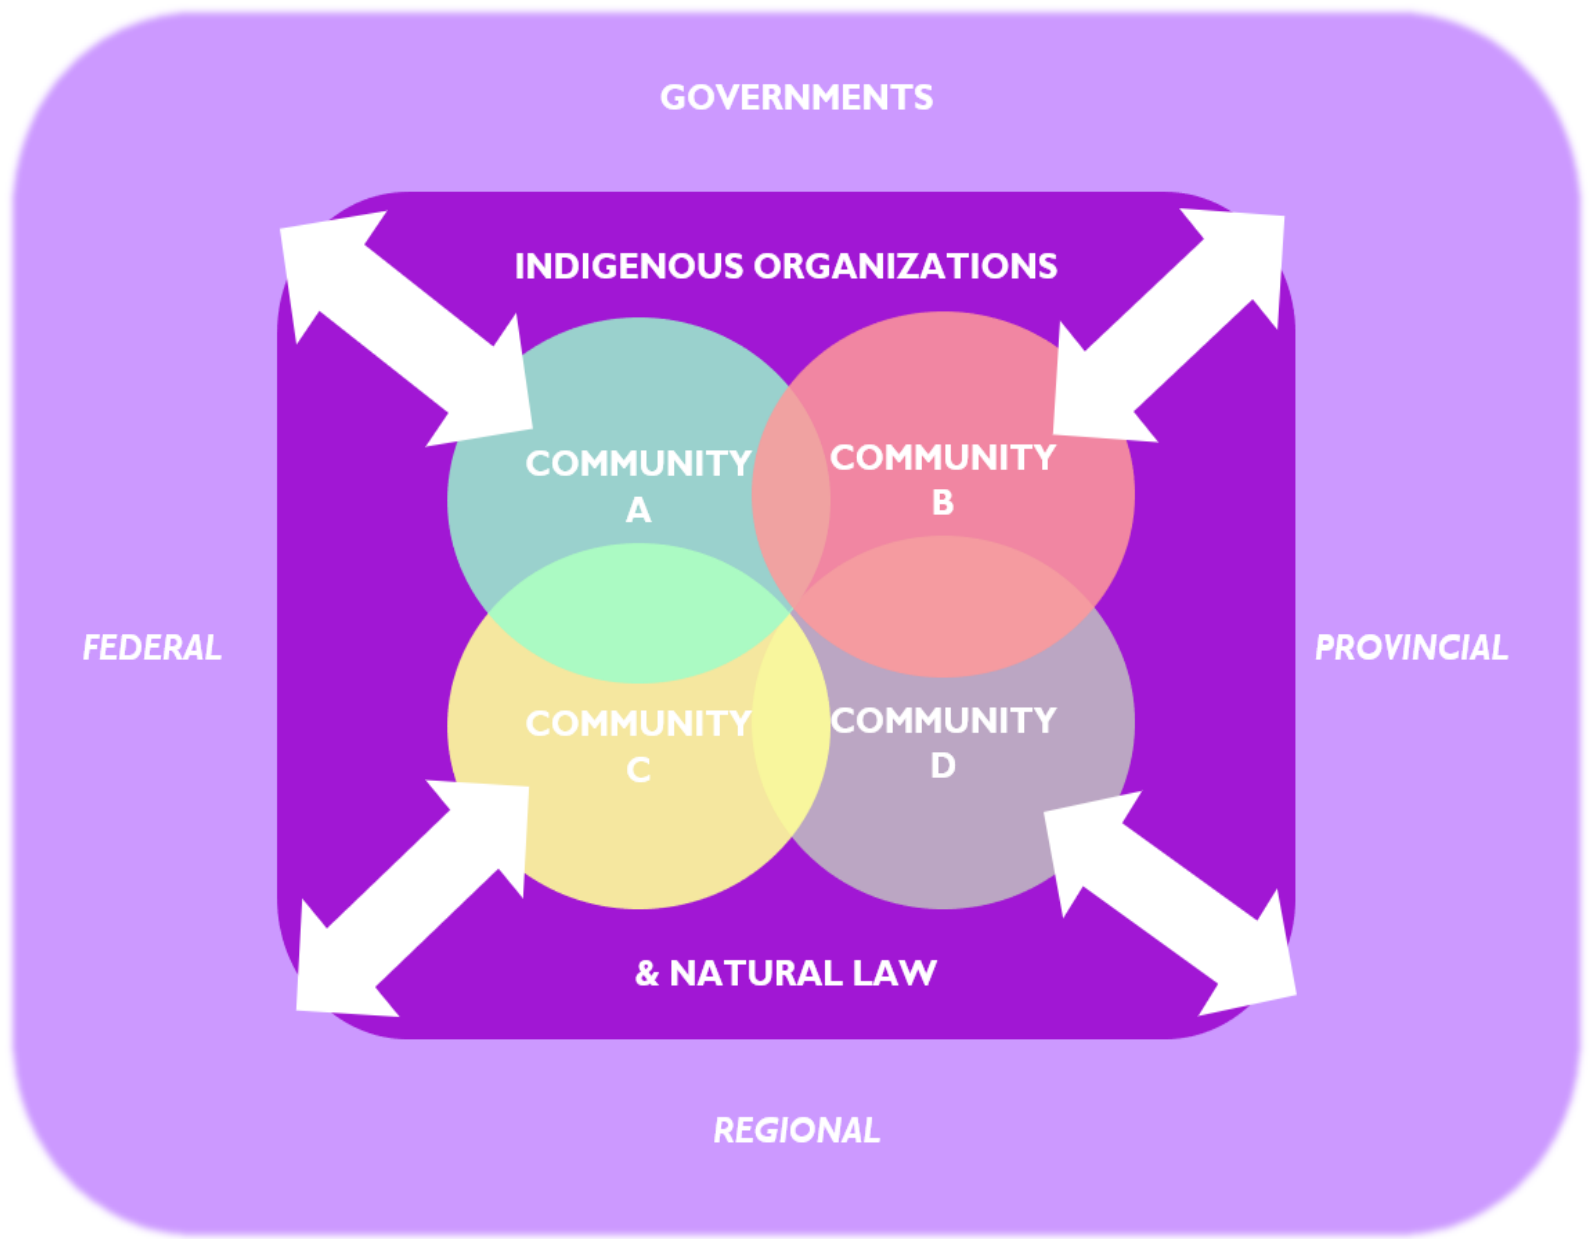 GOVERNMENTS
INDIGENOUS ORGANIZATIONS
COMMUNITY
A
COMMUNITY
B
FEDERAL
PROVINCIAL
COMMUNITY
C
COMMUNITY
D
& NATURAL LAW
REGIONAL